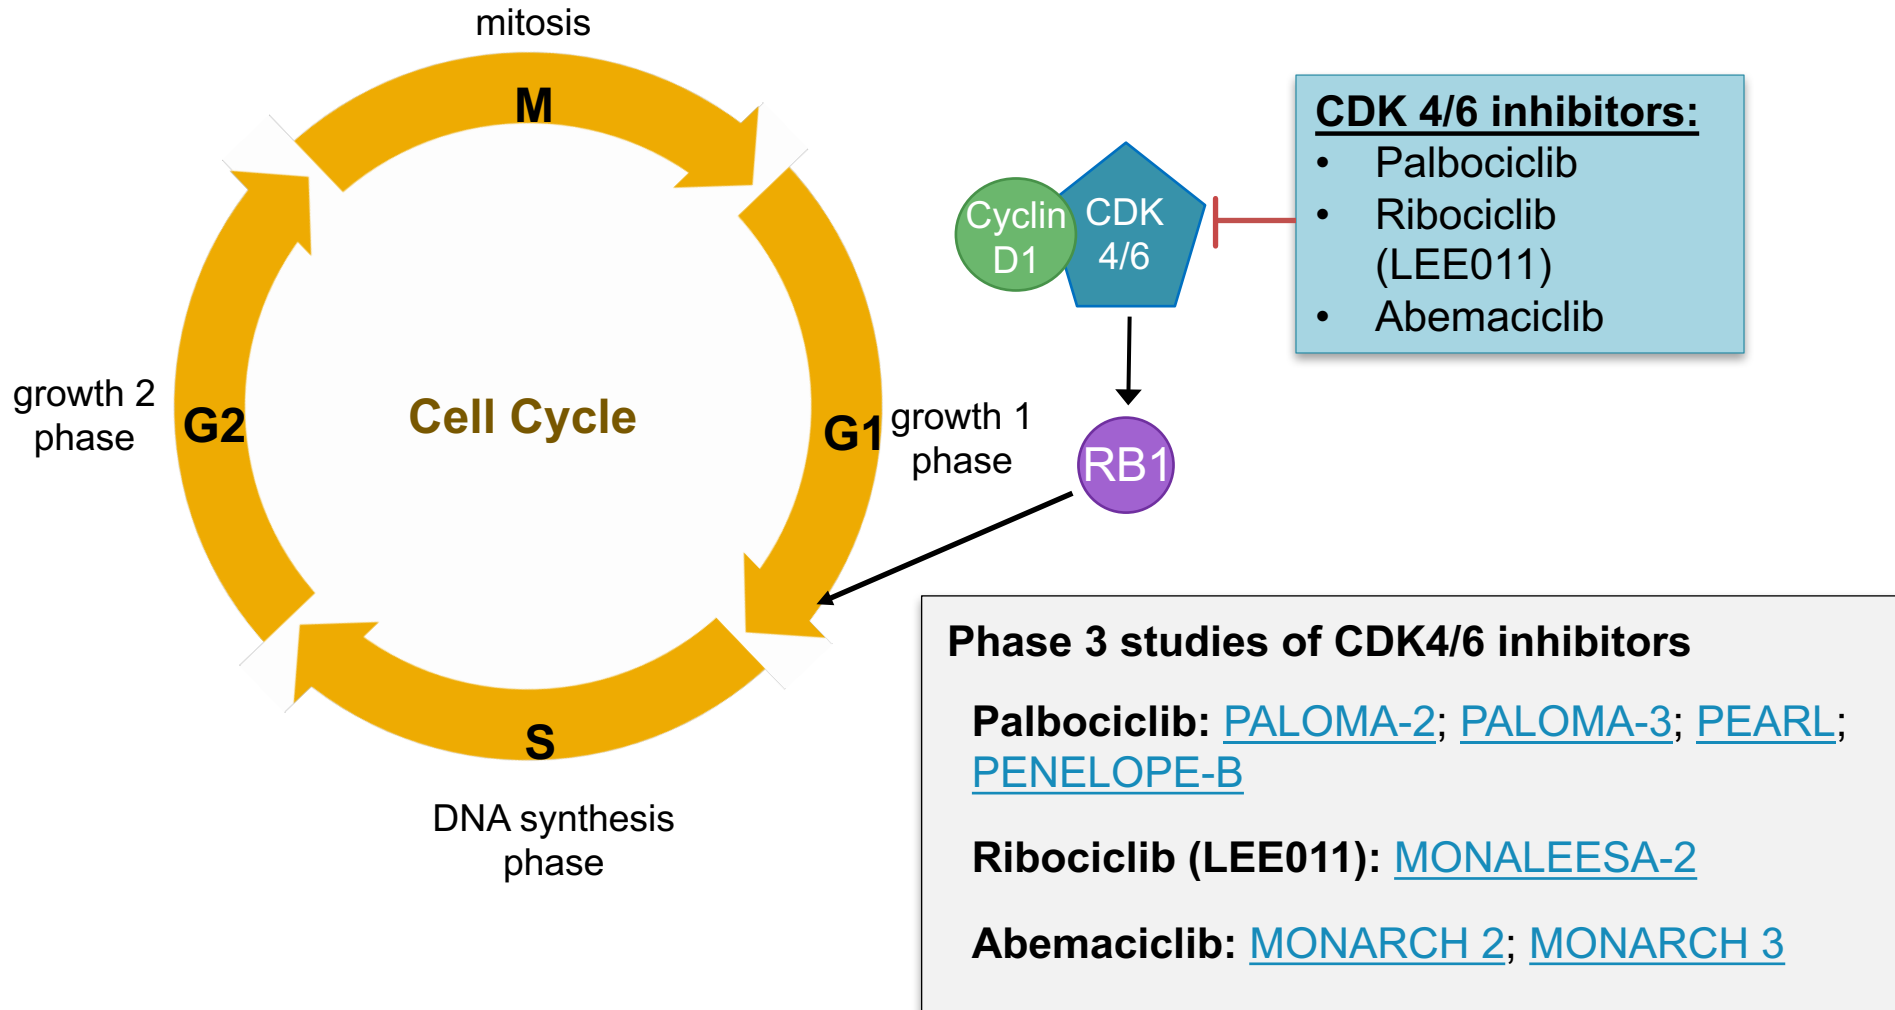 mitosis
M
G2
growth 2
phase
Cell Cycle
G1
growth 1
phase
S
DNA synthesis
phase
Cyclin
D1
CDK
4/6
RB1
CDK 4/6 inhibitors:
• Palbociclib
• Ribociclib
(LEE011)
• Abemaciclib
Phase 3 studies of CDK4/6 inhibitors
Palbociclib: PALOMA-2; PALOMA-3; PEARL;
PENELOPE-B
Ribociclib (LEE011): MONALEESA-2
Abemaciclib: MONARCH 2; MONARCH 3